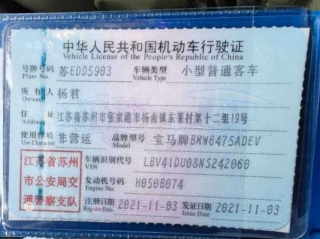 中华人民共和国机动车行驶证
Vehicle License of the People's Republic of China
号牌号码 苏EDD5903 车辆类型 小型普通客车
Plate No. Vehicle Type
所有人 杨君
Owner
住址 江苏省苏州市张家港市杨舍镇东莱村第十二组19号
Address
使用性质 非营运 品牌型号 宝马牌BMW6475ADEV
Use Character Model
江苏省苏州
市公安局交
通警察支队
车辆识别代号 LBV41DU08NS242060
VIN
发动机号码 H0508074
Engine No.
注册日期 2021-11-03 发证日期 2021-11-03
Register Date Issue Date